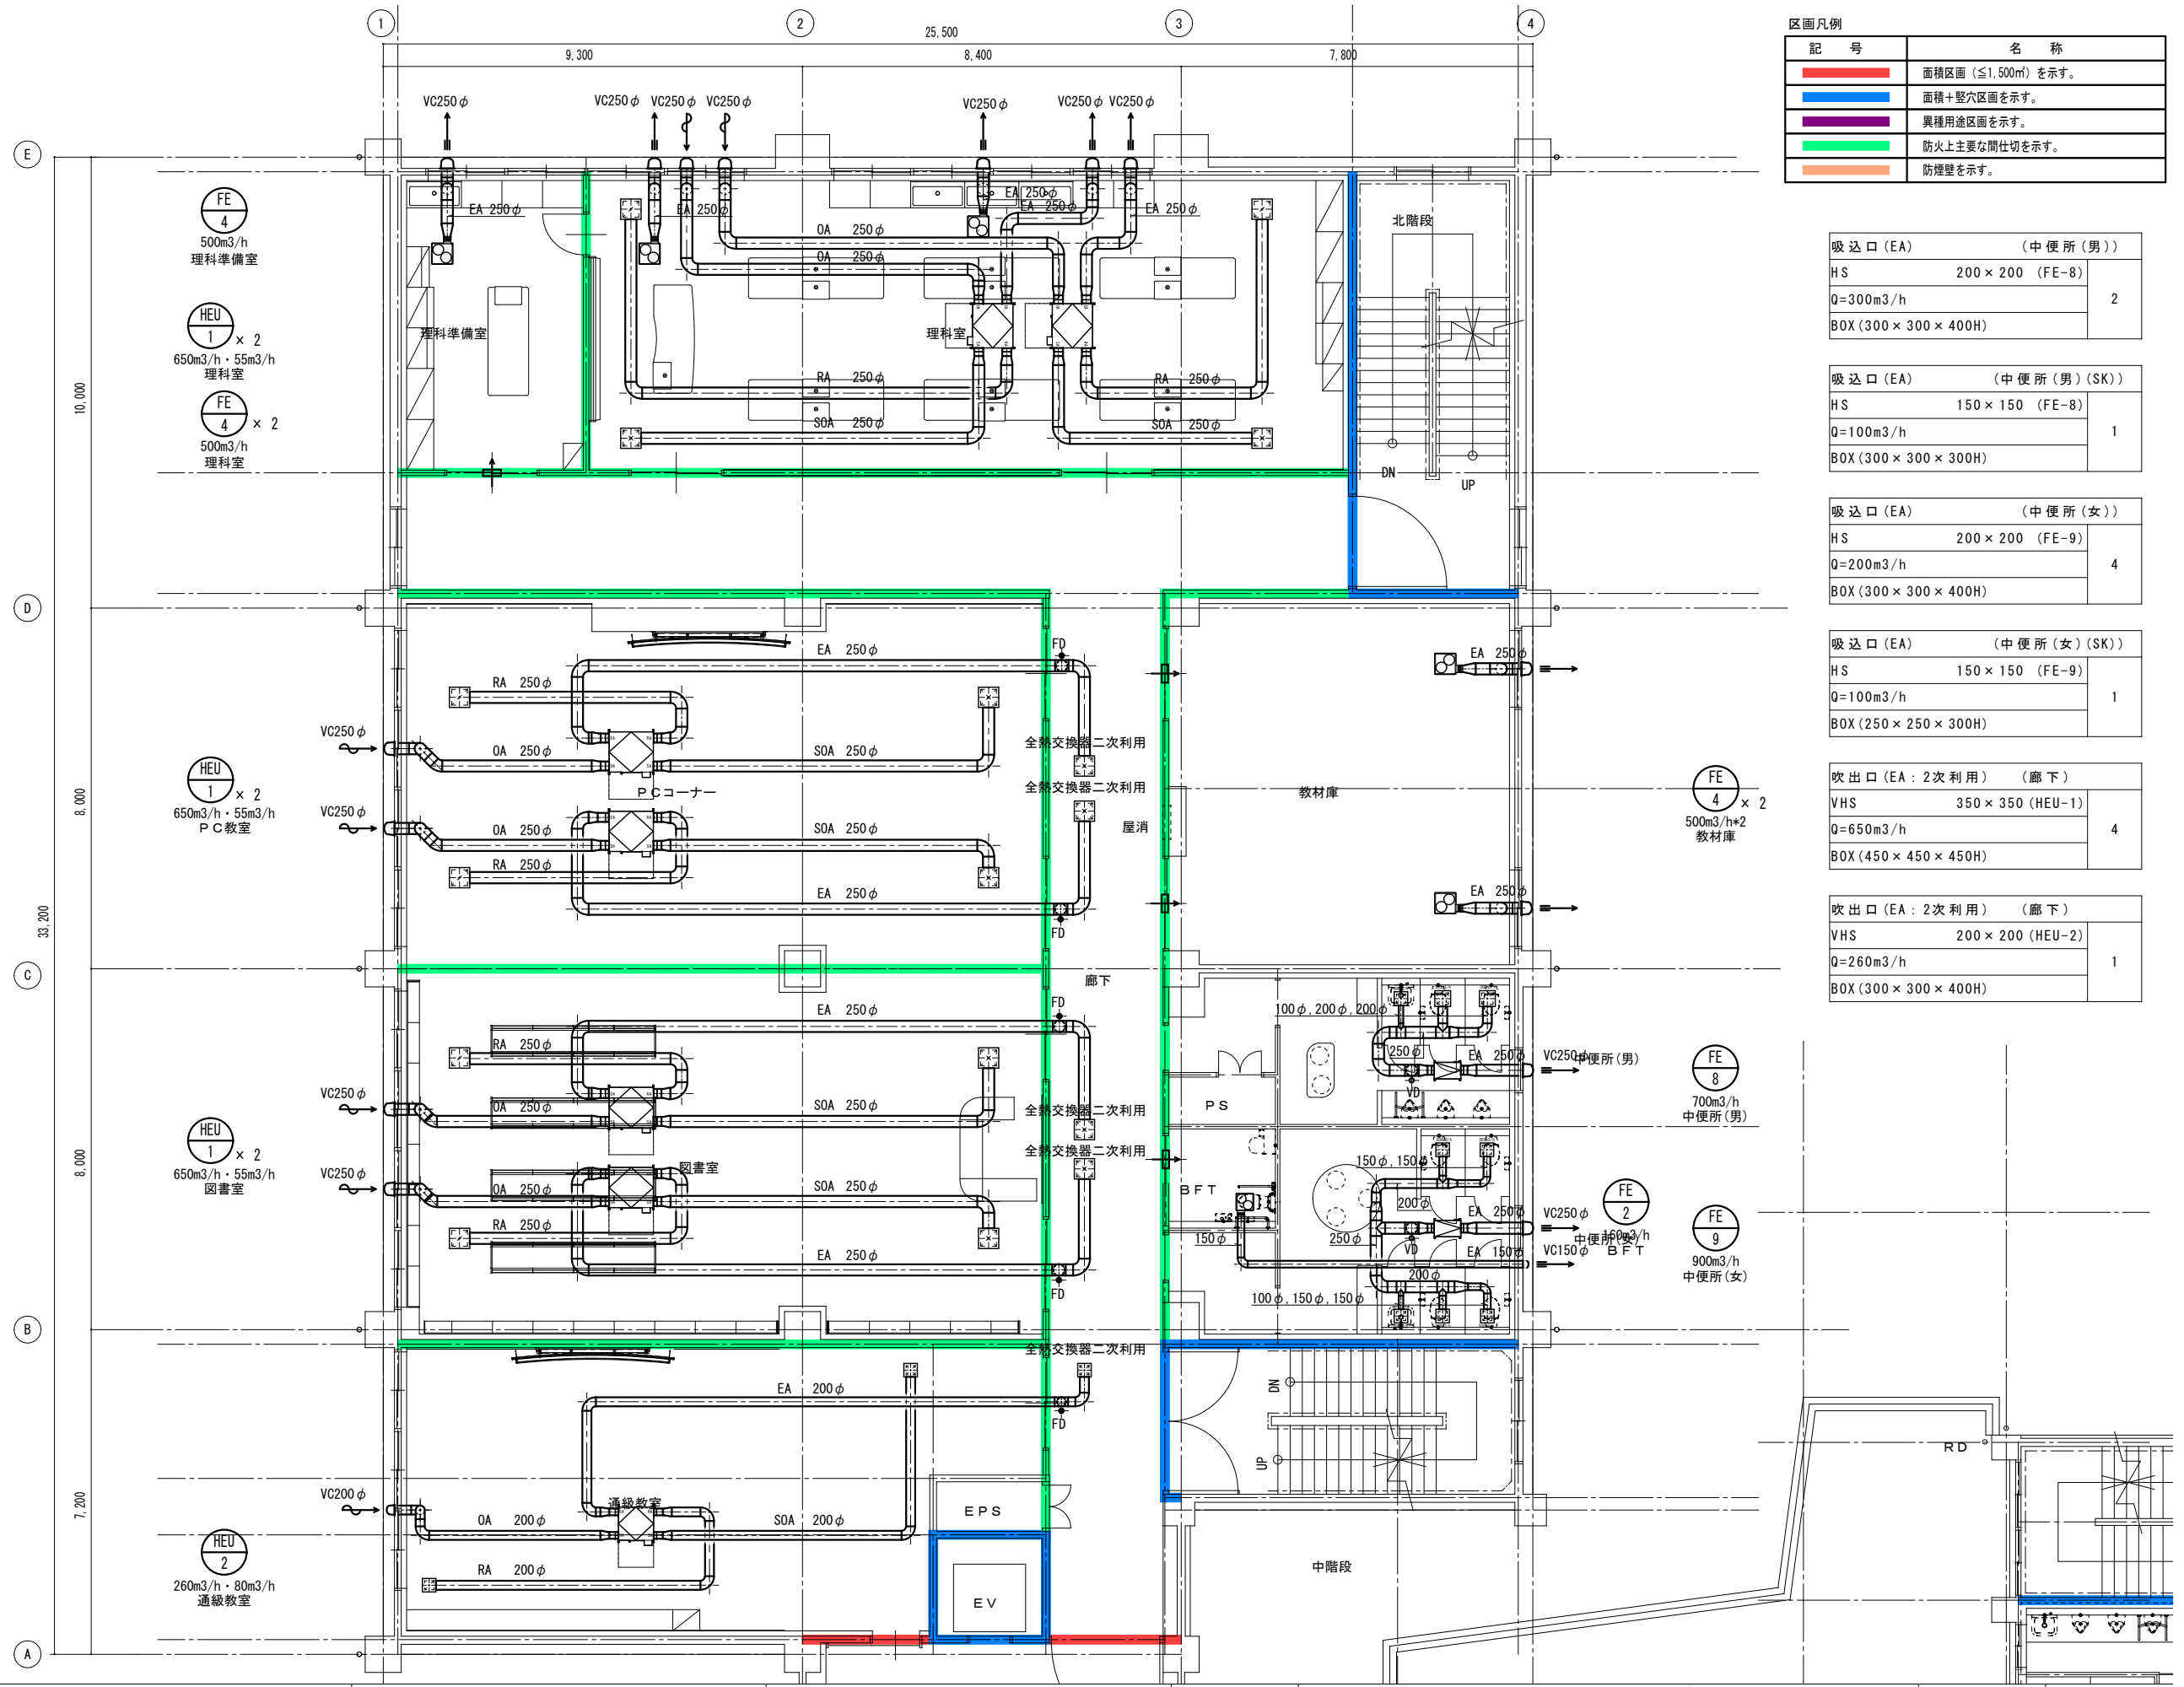 1
2
3
4
25,500
9,300
8,400
7,800
区画凡例
記 号 名 称
面積区画（≦1,500㎡）を示す。
面積＋竪穴区画を示す。
異種用途区画を示す。
防火上主要な間仕切を示す。
防煙壁を示す。
VC250φ
VC250φ
VC250φ
VC250φ
VC250φ
VC250φ
VC250φ
E
FE
4
500m3/h
理科準備室
EA 250φ
EA 250φ
EA 250φ
EA 250φ
EA 250φ
OA 250φ
OA 250φ
北階段
HEU
1
× 2
650m3/h・55m3/h
理科室
理科準備室
理科室
FE
4
× 2
500m3/h
理科室
RA 250φ
RA 250φ
SOA 250φ
SOA 250φ
DN
UP
10,000
吸込口(EA) (中便所(男))
HS 200×200 (FE-8)
Q=300m3/h
2
BOX(300×300×400H)
吸込口(EA) (中便所(男)(SK))
HS 150×150 (FE-8)
Q=100m3/h
1
BOX(300×300×300H)
吸込口(EA) (中便所(女))
HS 200×200 (FE-9)
Q=200m3/h
4
BOX(300×300×400H)
吸込口(EA) (中便所(女)(SK))
HS 150×150 (FE-9)
Q=100m3/h
1
BOX(250×250×300H)
吹出口(EA：2次利用) (廊下)
VHS 350×350(HEU-1)
Q=650m3/h
4
BOX(450×450×450H)
吹出口(EA：2次利用) (廊下)
VHS 200×200(HEU-2)
Q=260m3/h
1
BOX(300×300×400H)
D
EA 250φ
FD
EA 250φ
RA 250φ
VC250φ
OA 250φ
SOA 250φ
全熱交換器二次利用
HEU
1
× 2
650m3/h・55m3/h
ＰＣ教室
ＰＣコーナー
全熱交換器二次利用
教材庫
FE
4
× 2
500m3/h*2
教材庫
8,000
VC250φ
OA 250φ
SOA 250φ
屋消
RA 250φ
EA 250φ
FD
EA 250φ
33,200
C
廊下
EA 250φ
FD
100φ,200φ,200φ
RA 250φ
250φ
EA 250φ
VC250φ
中便所(男)
VD
FE
8
700m3/h
中便所(男)
VC250φ
OA 250φ
SOA 250φ
全熱交換器二次利用
ＰＳ
HEU
1
× 2
650m3/h・55m3/h
図書室
全熱交換器二次利用
図書室
150φ,150φ
8,000
VC250φ
OA 250φ
SOA 250φ
ＢＦＴ
200φ
RA 250φ
EA 250φ
VC250φ
FE
2
160m3/h
ＢＦＴ
中便所(女)
FE
9
900m3/h
中便所(女)
150φ
250φ
VD
EA 150φ
VC150φ
EA 250φ
FD
200φ
100φ,150φ,150φ
B
全熱交換器二次利用
EA 200φ
FD
DN
UP
RD
7,200
VC200φ
通級教室
OA 200φ
SOA 200φ
ＥＰＳ
HEU
2
260m3/h・80m3/h
通級教室
RA 200φ
ＥＶ
中階段
A